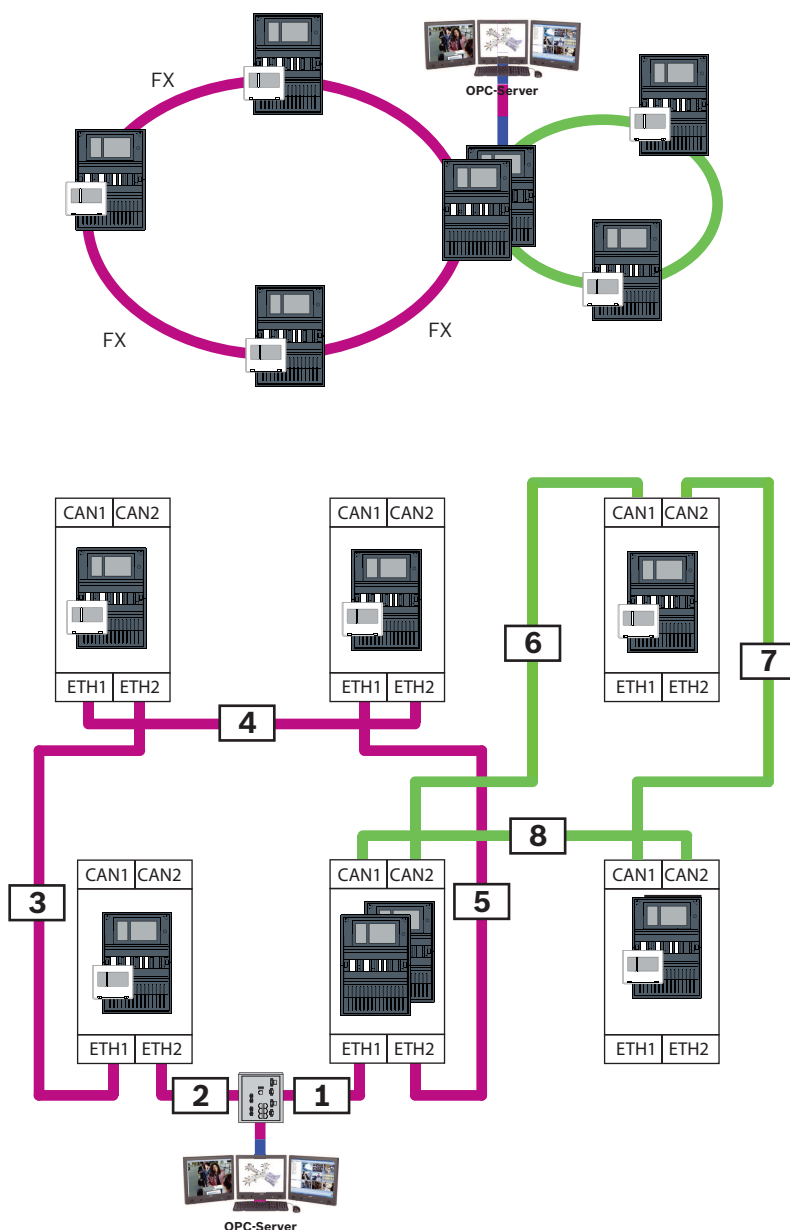 FX
OPC-Server
FX
FX
CAN1 CAN2
CAN1 CAN2
CAN1 CAN2
6
7
ETH1 ETH2
ETH1 ETH2
ETH1 ETH2
4
8
CAN1 CAN2
CAN1 CAN2
CAN1 CAN2
3
5
ETH1 ETH2
ETH1 ETH2
ETH1 ETH2
2
1
OPC-Server